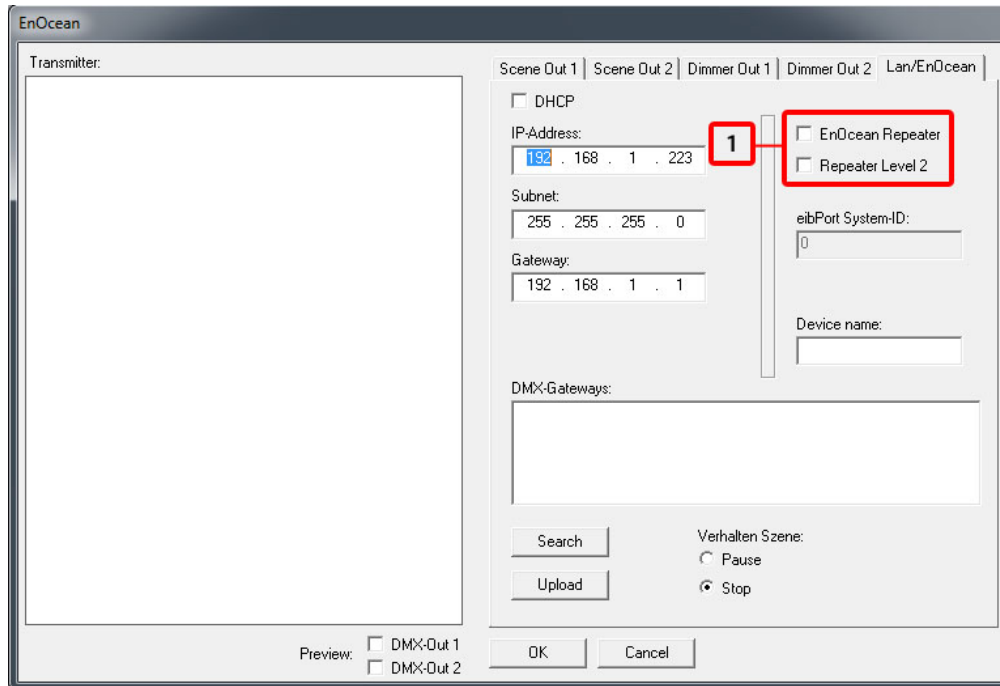 EnOcean
Transmitter:
Scene Out 1 Scene Out 2 Dimmer Out 1 Dimmer Out 2 Lan/EnOcean
DHCP
IP-Address:
192 . 168 . 1 . 223
Subnet:
255 . 255 . 255 . 0
Gateway:
192 . 168 . 1 . 1
1
EnOcean Repeater
Repeater Level 2
eibPort System-ID:
0
Device name:
DMX-Gateways:
Search
Upload
Verhalten Szene:
Pause
Stop
Preview: DMX-Out 1
DMX-Out 2
OK Cancel